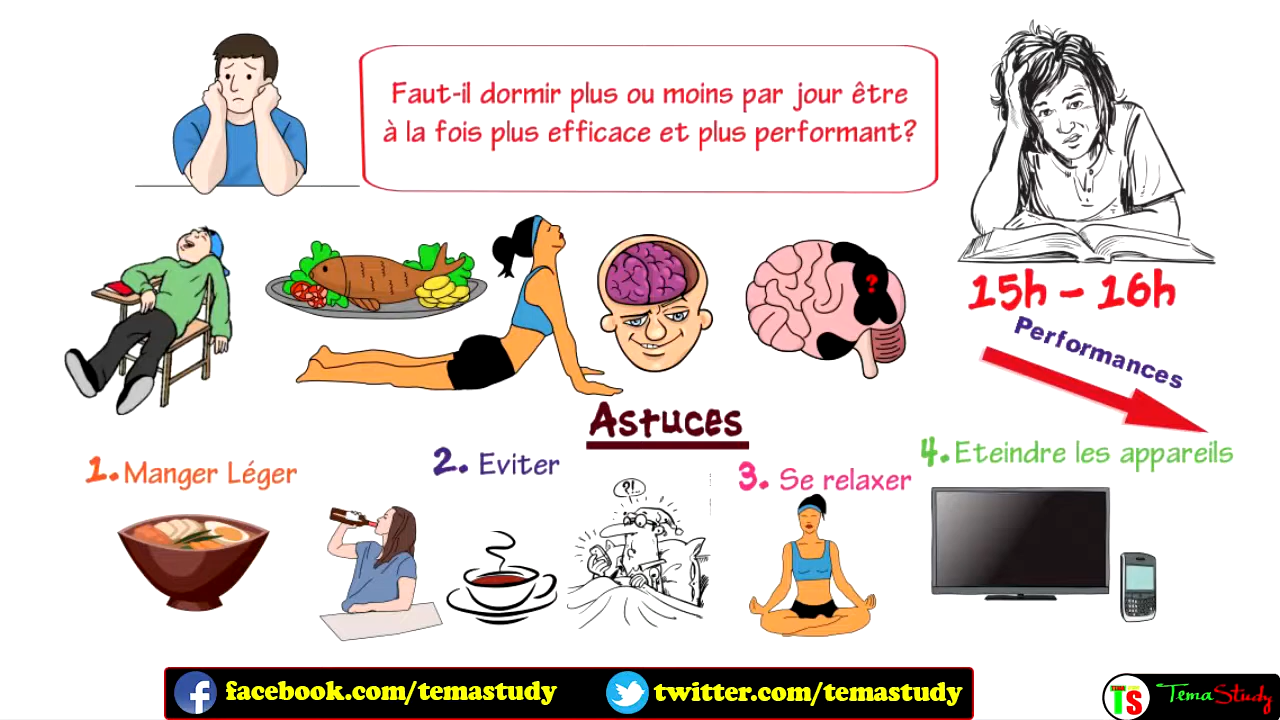 Faut-il dormir plus ou moins par jour être
à la fois plus efficace et plus performant?
?
15h - 16h
Performances
Astuces
1. Manger Léger
2. Eviter
3. Se relaxer
4. Eteindre les appareils
?!..
facebook.com/temastudy
twitter.com/temastudy
TS
TemaStudy